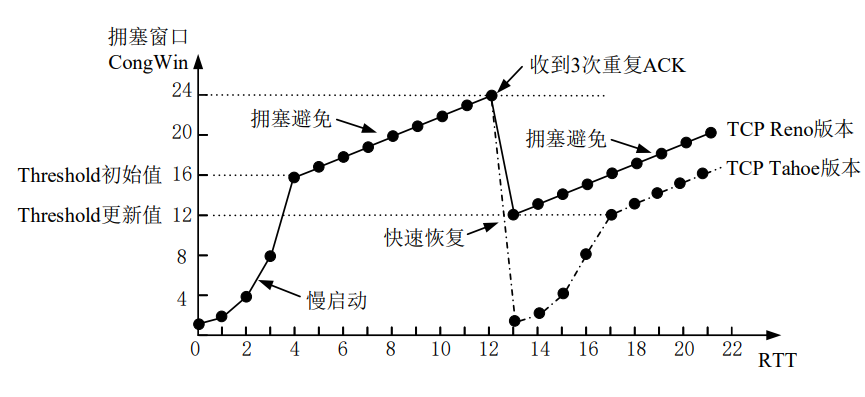 拥塞窗口
CongWin
收到3次重复ACK
24
拥塞避免
20
拥塞避免
TCP Reno版本
Threshold初始值 16
TCP Tahoe版本
Threshold更新值 12
快速恢复
8
慢启动
4
0 2 4 6 8 10 12 14 16 18 20 22
RTT